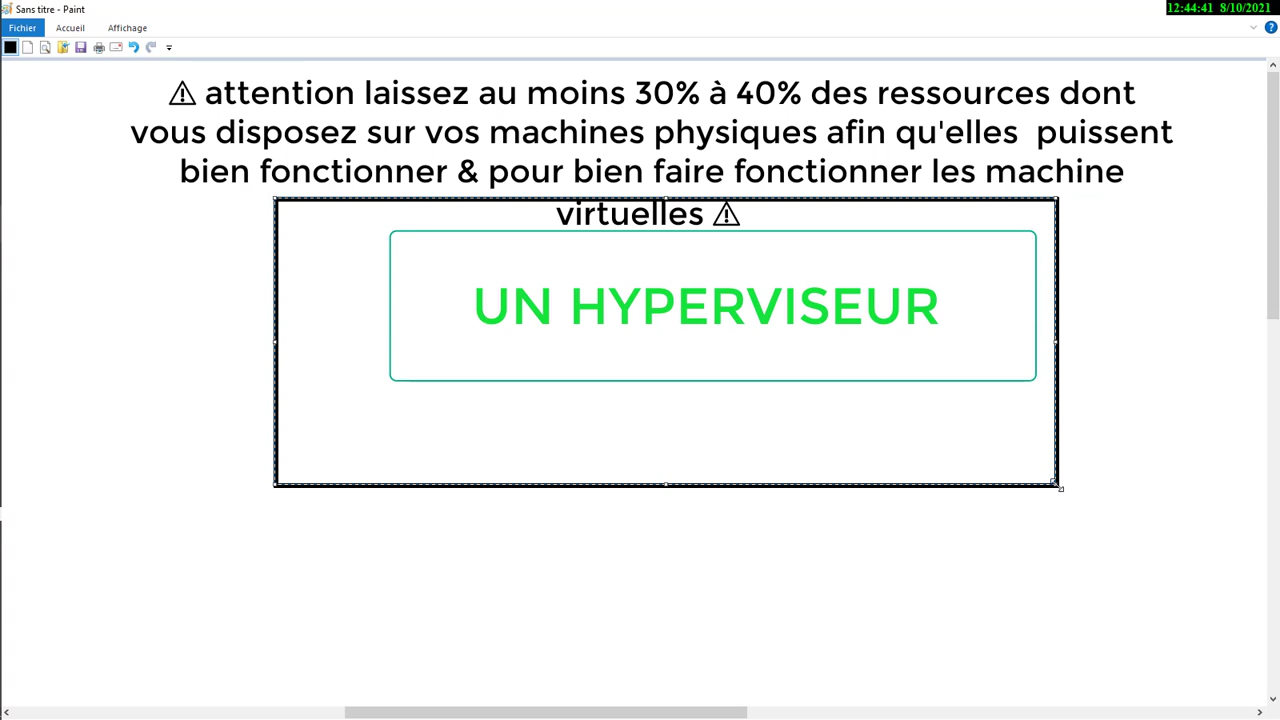 Sans titre - Paint
12:44:41 8/10/2021
Fichier Accueil Affichage
⚠ attention laissez au moins 30% à 40% des ressources dont
vous disposez sur vos machines physiques afin qu'elles puissent
bien fonctionner & pour bien faire fonctionner les machine
virtuelles ⚠
UN HYPERVISEUR